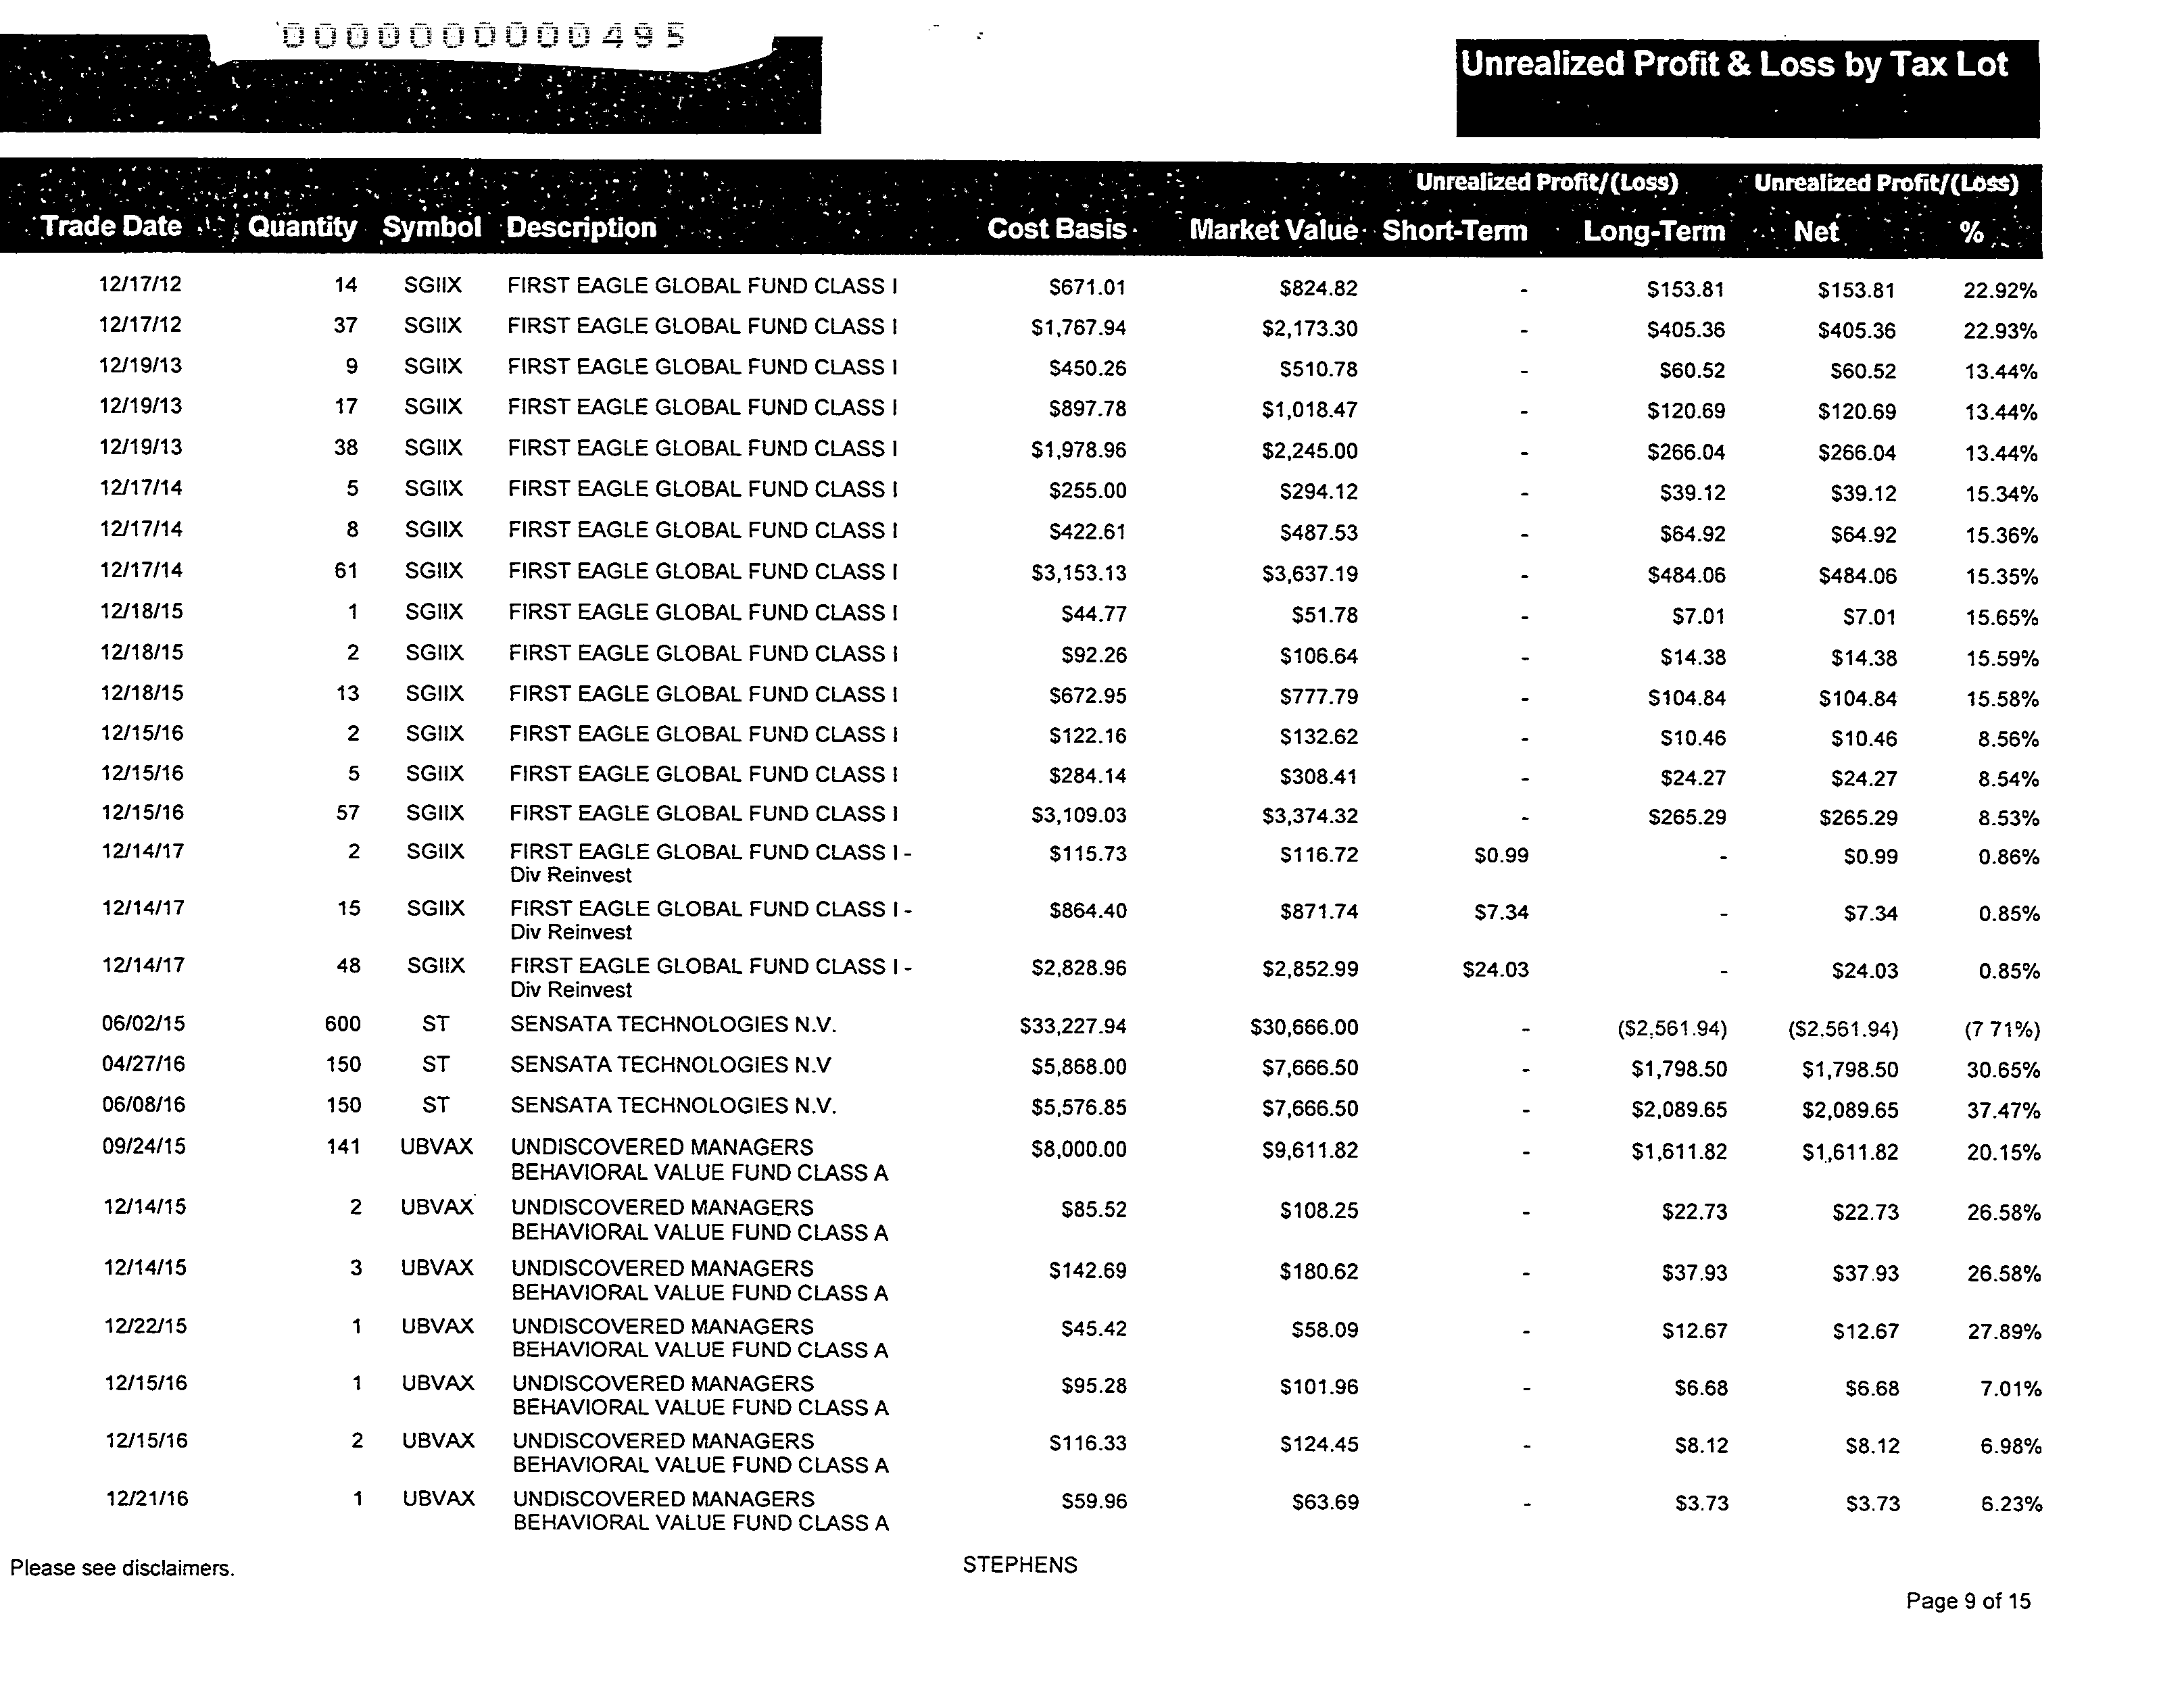 0000000000495
Unrealized Profit & Loss by Tax Lot
Unrealized Profit/(Loss) Unrealized Profit/(Loss)
Trade Date Quantity Symbol Description Cost Basis Market Value Short-Term Long-Term Net %
12/17/12 14 SGIIX FIRST EAGLE GLOBAL FUND CLASS I $671.01 $824.82 - $153.81 $153.81 22.92%
12/17/12 37 SGIIX FIRST EAGLE GLOBAL FUND CLASS I $1,767.94 $2,173.30 - $405.36 $405.36 22.93%
12/19/13 9 SGIIX FIRST EAGLE GLOBAL FUND CLASS I $450.26 $510.78 - $60.52 $60.52 13.44%
12/19/13 17 SGIIX FIRST EAGLE GLOBAL FUND CLASS I $897.78 $1,018.47 - $120.69 $120.69 13.44%
12/19/13 38 SGIIX FIRST EAGLE GLOBAL FUND CLASS I $1,978.96 $2,245.00 - $266.04 $266.04 13.44%
12/17/14 5 SGIIX FIRST EAGLE GLOBAL FUND CLASS I $255.00 $294.12 - $39.12 $39.12 15.34%
12/17/14 8 SGIIX FIRST EAGLE GLOBAL FUND CLASS I $422.61 $487.53 - $64.92 $64.92 15.36%
12/17/14 61 SGIIX FIRST EAGLE GLOBAL FUND CLASS I $3,153.13 $3,637.19 - $484.06 $484.06 15.35%
12/18/15 1 SGIIX FIRST EAGLE GLOBAL FUND CLASS I $44.77 $51.78 - $7.01 $7.01 15.65%
12/18/15 2 SGIIX FIRST EAGLE GLOBAL FUND CLASS I $92.26 $106.64 - $14.38 $14.38 15.59%
12/18/15 13 SGIIX FIRST EAGLE GLOBAL FUND CLASS I $672.95 $777.79 - $104.84 $104.84 15.58%
12/15/16 2 SGIIX FIRST EAGLE GLOBAL FUND CLASS I $122.16 $132.62 - $10.46 $10.46 8.56%
12/15/16 5 SGIIX FIRST EAGLE GLOBAL FUND CLASS I $284.14 $308.41 - $24.27 $24.27 8.54%
12/15/16 57 SGIIX FIRST EAGLE GLOBAL FUND CLASS I $3,109.03 $3,374.32 - $265.29 $265.29 8.53%
12/14/17 2 SGIIX FIRST EAGLE GLOBAL FUND CLASS I - $115.73 $116.72 $0.99 - $0.99 0.86%
Div Reinvest
12/14/17 15 SGIIX FIRST EAGLE GLOBAL FUND CLASS I - $864.40 $871.74 $7.34 - $7.34 0.85%
Div Reinvest
12/14/17 48 SGIIX FIRST EAGLE GLOBAL FUND CLASS I - $2,828.96 $2,852.99 $24.03 - $24.03 0.85%
Div Reinvest
06/02/15 600 ST SENSATA TECHNOLOGIES N.V. $33,227.94 $30,666.00 - ($2,561.94) ($2,561.94) (7 71%)
04/27/16 150 ST SENSATA TECHNOLOGIES N.V $5,868.00 $7,666.50 - $1,798.50 $1,798.50 30.65%
06/08/16 150 ST SENSATA TECHNOLOGIES N.V. $5,576.85 $7,666.50 - $2,089.65 $2,089.65 37.47%
09/24/15 141 UBVAX UNDISCOVERED MANAGERS $8,000.00 $9,611.82 - $1,611.82 $1,611.82 20.15%
BEHAVIORAL VALUE FUND CLASS A
12/14/15 2 UBVAX UNDISCOVERED MANAGERS $85.52 $108.25 - $22.73 $22.73 26.58%
BEHAVIORAL VALUE FUND CLASS A
12/14/15 3 UBVAX UNDISCOVERED MANAGERS $142.69 $180.62 - $37.93 $37.93 26.58%
BEHAVIORAL VALUE FUND CLASS A
12/22/15 1 UBVAX UNDISCOVERED MANAGERS $45.42 $58.09 - $12.67 $12.67 27.89%
BEHAVIORAL VALUE FUND CLASS A
12/15/16 1 UBVAX UNDISCOVERED MANAGERS $95.28 $101.96 - $6.68 $6.68 7.01%
BEHAVIORAL VALUE FUND CLASS A
12/15/16 2 UBVAX UNDISCOVERED MANAGERS $116.33 $124.45 - $8.12 $8.12 6.98%
BEHAVIORAL VALUE FUND CLASS A
12/21/16 1 UBVAX UNDISCOVERED MANAGERS $59.96 $63.69 - $3.73 $3.73 6.23%
BEHAVIORAL VALUE FUND CLASS A
Please see disclaimers. STEPHENS
Page 9 of 15